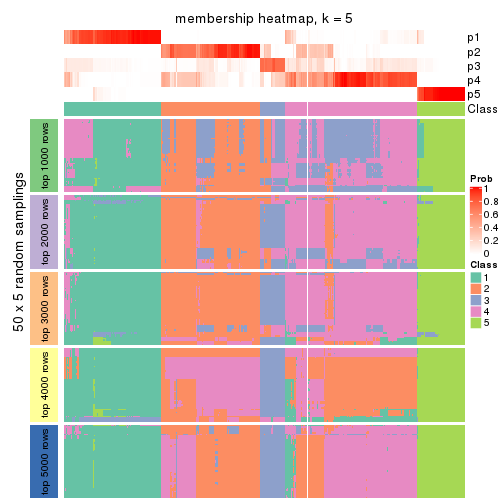 membership heatmap, k = 5
p1
p2
p3
p4
p5
Class
50 x 5 random samplings
top 1000 rows
top 2000 rows
top 3000 rows
top 4000 rows
top 5000 rows
Prob
1
0.8
0.6
0.4
0.2
0
Class
1
2
3
4
5